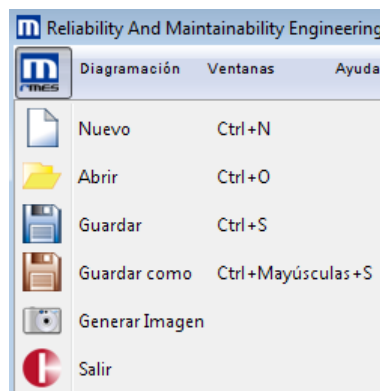 Reliability And Maintainability Engineering
rmes Diagramación Ventanas Ayuda
Nuevo Ctrl+N
Abrir Ctrl+O
Guardar Ctrl+S
Guardar como Ctrl+Mayúsculas+S
Generar Imagen
Salir